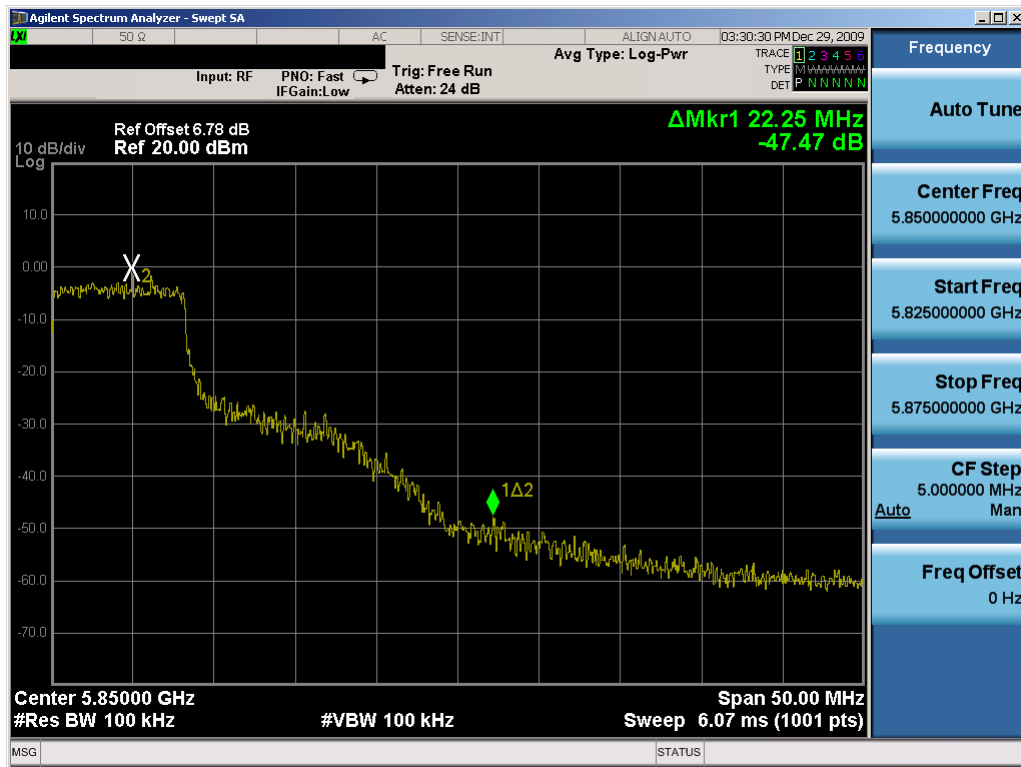 Agilent Spectrum Analyzer - Swept SA
LXI 50 Ω AC SENSE:INT ALIGN AUTO 03:30:30 PM Dec 29, 2009
Input: RF PNO: Fast Trig: Free Run Avg Type: Log-Pwr TRACE 1 2 3 4 5 6
IFGain:Low Atten: 24 dB TYPE M WWWWW
DET P N N N N N
ΔMkr1 22.25 MHz
-47.47 dB
Ref Offset 6.78 dB
10 dB/div Ref 20.00 dBm
Log
10.0
0.00
-10.0
-20.0
-30.0
-40.0
-50.0
-60.0
-70.0
X2
1Δ2
Center 5.85000 GHz Span 50.00 MHz
#Res BW 100 kHz #VBW 100 kHz Sweep 6.07 ms (1001 pts)
MSG STATUS
Frequency
Auto Tune
Center Freq
5.850000000 GHz
Start Freq
5.825000000 GHz
Stop Freq
5.875000000 GHz
CF Step
5.000000 MHz
Auto Man
Freq Offset
0 Hz